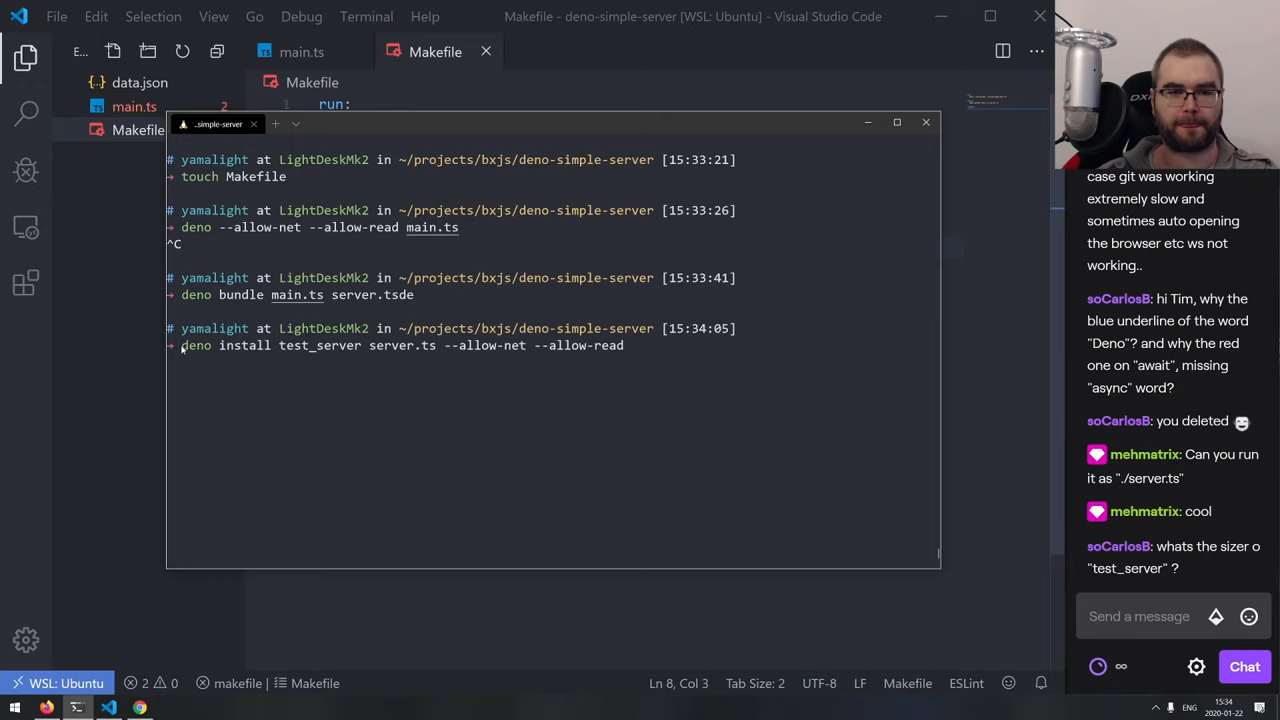 File Edit Selection View Go Debug Terminal Help
Makefile - deno-simple-server [WSL: Ubuntu] - Visual Studio Code
E...
main.ts
Makefile
data.json
main.ts 2
Makefile
Makefile
1 run:
..simple-server
# yamalight at LightDeskMk2 in ~/projects/bxjs/deno-simple-server [15:33:21]
→ touch Makefile
# yamalight at LightDeskMk2 in ~/projects/bxjs/deno-simple-server [15:33:26]
→ deno --allow-net --allow-read main.ts
^C
# yamalight at LightDeskMk2 in ~/projects/bxjs/deno-simple-server [15:33:41]
→ deno bundle main.ts server.tsde
# yamalight at LightDeskMk2 in ~/projects/bxjs/deno-simple-server [15:34:05]
→ deno install test_server server.ts --allow-net --allow-read
case git was working
extremely slow and
sometimes auto opening
the browser etc ws not
working..
soCarlosB: hi Tim, why the
blue underline of the word
"Deno"? and why the red
one on "await", missing
"async" word?
soCarlosB: you deleted
mehmatrix: Can you run
it as "./server.ts"
mehmatrix: cool
soCarlosB: whats the sizer o
"test_server" ?
Send a message
∞
Chat
WSL: Ubuntu 2 0 makefile | Makefile
Ln 8, Col 3 Tab Size: 2 UTF-8 LF Makefile ESLint
ENG
15:34
2020-01-22